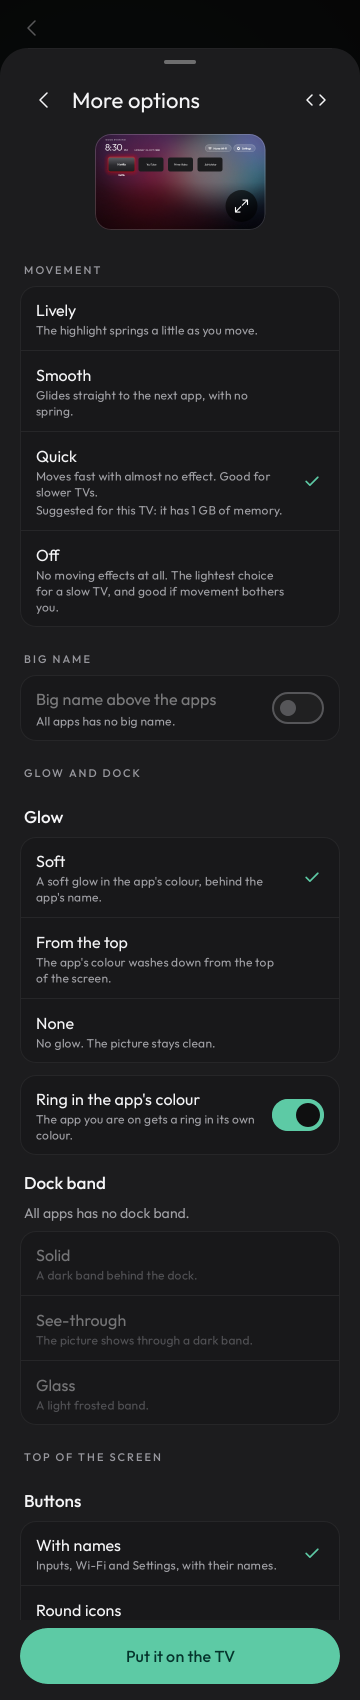 More options
8:30
MOVEMENT
Lively
The highlight springs a little as you move.
Smooth
Glides straight to the next app, with no
spring.
Quick
Moves fast with almost no effect. Good for
slower TVs.
Suggested for this TV: it has 1 GB of memory.
Off
No moving effects at all. The lightest choice
for a slow TV, and good if movement bothers
you.
BIG NAME
Big name above the apps
All apps has no big name.
GLOW AND DOCK
Glow
Soft
A soft glow in the app's colour, behind the
app's name.
From the top
The app's colour washes down from the top
of the screen.
None
No glow. The picture stays clean.
Ring in the app's colour
The app you are on gets a ring in its own
colour.
Dock band
All apps has no dock band.
Solid
A dark band behind the dock.
See-through
The picture shows through a dark band.
Glass
A light frosted band.
TOP OF THE SCREEN
Buttons
With names
Inputs, Wi-Fi and Settings, with their names.
Round icons
Put it on the TV